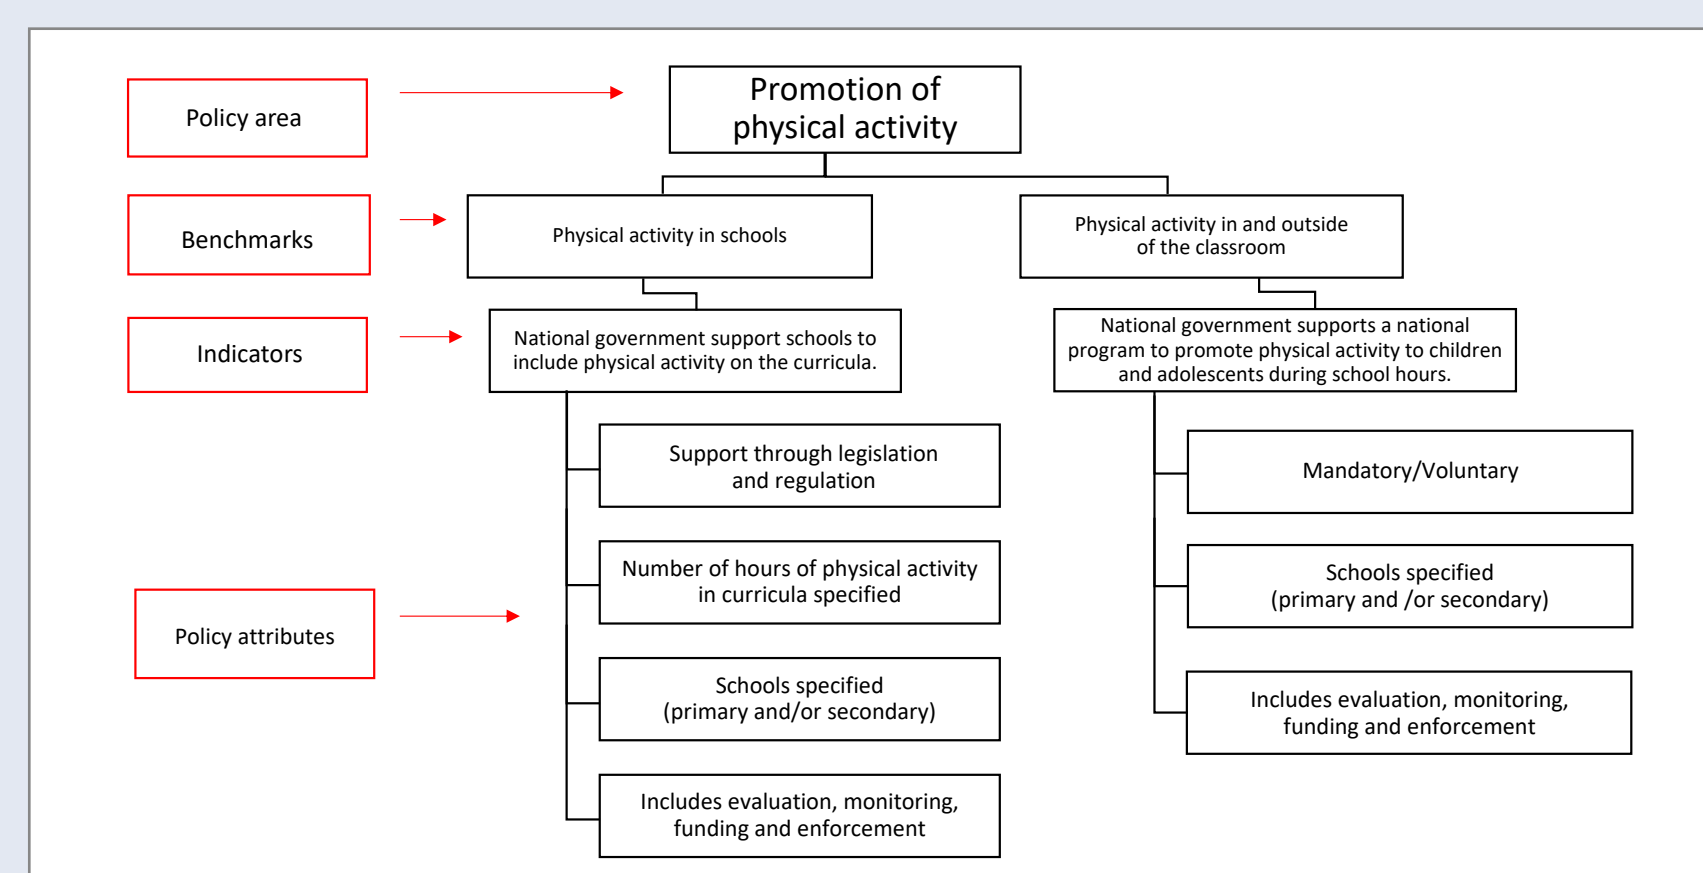 Policy area
Promotion of
physical activity
Benchmarks
Physical activity in schools
Physical activity in and outside
of the classroom
Indicators
National government support schools to
include physical activity on the curricula.
National government supports a national
program to promote physical activity to children
and adolescents during school hours.
Policy attributes
Support through legislation
and regulation
Number of hours of physical activity
in curricula specified
Schools specified
(primary and/or secondary)
Includes evaluation, monitoring,
funding and enforcement
Mandatory/Voluntary
Schools specified
(primary and /or secondary)
Includes evaluation, monitoring,
funding and enforcement